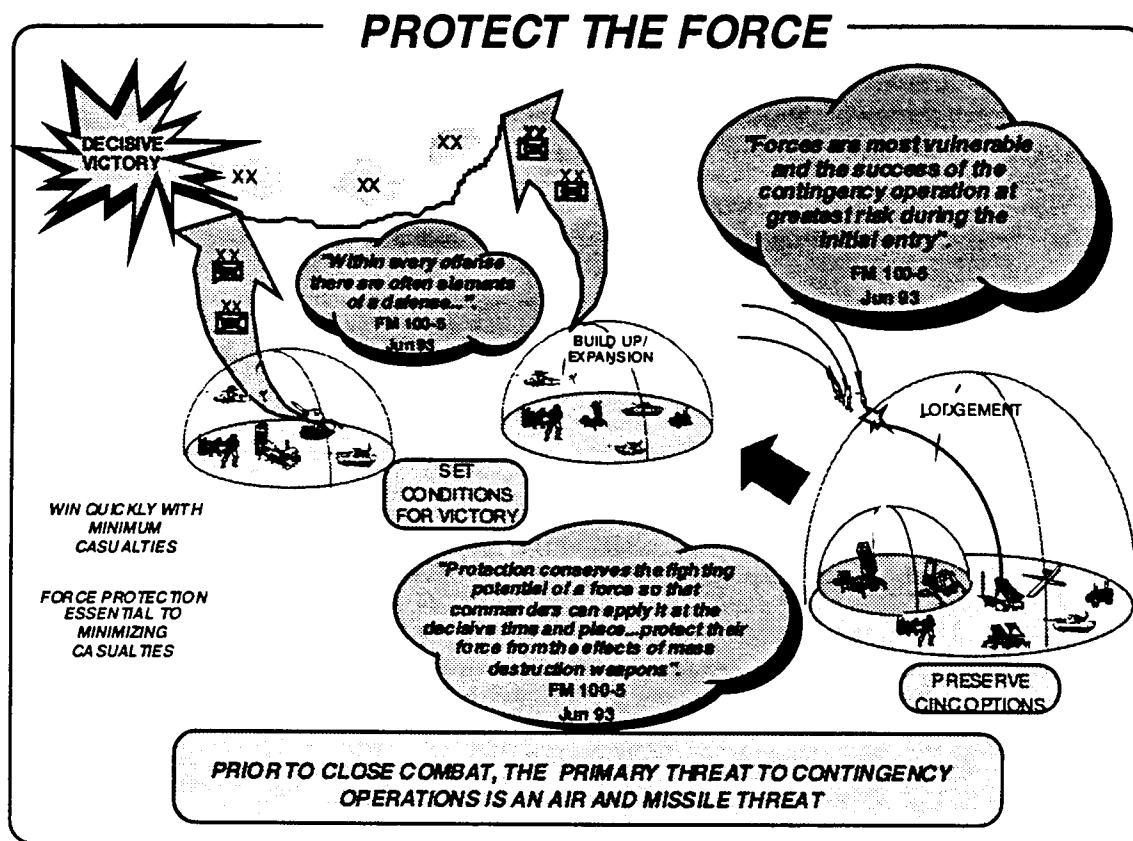 PROTECT THE FORCE
DECISIVE
VICTORY
XX
XX
XX
XX
XX
XX
XX
"Within every offense
there are often elements
of a defense...".
FM 100-5
Jun 93
"Forces are most vulnerable
and the success of the
contingency operation at
greatest risk during the
initial entry".
FM 100-5
Jun 93
BUILD UP/
EXPANSION
LODGEMENT
SET
CONDITIONS
FOR VICTORY
WIN QUICKLY WITH
MINIMUM
CASUALTIES
FORCE PROTECTION
ESSENTIAL TO
MINIMIZING
CASUALTIES
"Protection conserves the fighting
potential of a force so that
commanders can apply it at the
decisive time and place...protect their
force from the effects of mass
destruction weapons".
FM 100-5
Jun 93
PRESERVE
CINC OPTIONS
PRIOR TO CLOSE COMBAT, THE PRIMARY THREAT TO CONTINGENCY
OPERATIONS IS AN AIR AND MISSILE THREAT